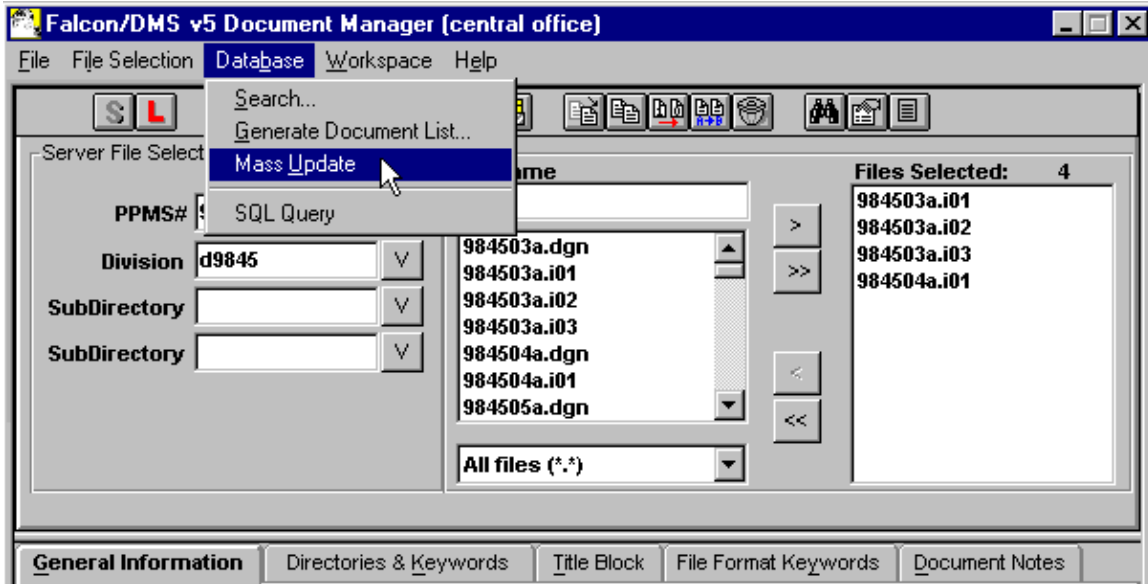 Falcon/DMS v5 Document Manager (central office)
File File Selection Database Workspace Help
Search...
Generate Document List...
Mass Update
SQL Query
S L
A+B
Server File Select
PPMS#
Division d9845 V
SubDirectory V
SubDirectory V
984503a.dgn
984503a.i01
984503a.i02
984503a.i03
984504a.dgn
984504a.i01
984505a.dgn
All files (*.*)
>
>>
<
<<
Files Selected: 4
984503a.i01
984503a.i02
984503a.i03
984504a.i01
General Information Directories & Keywords Title Block File Format Keywords Document Notes